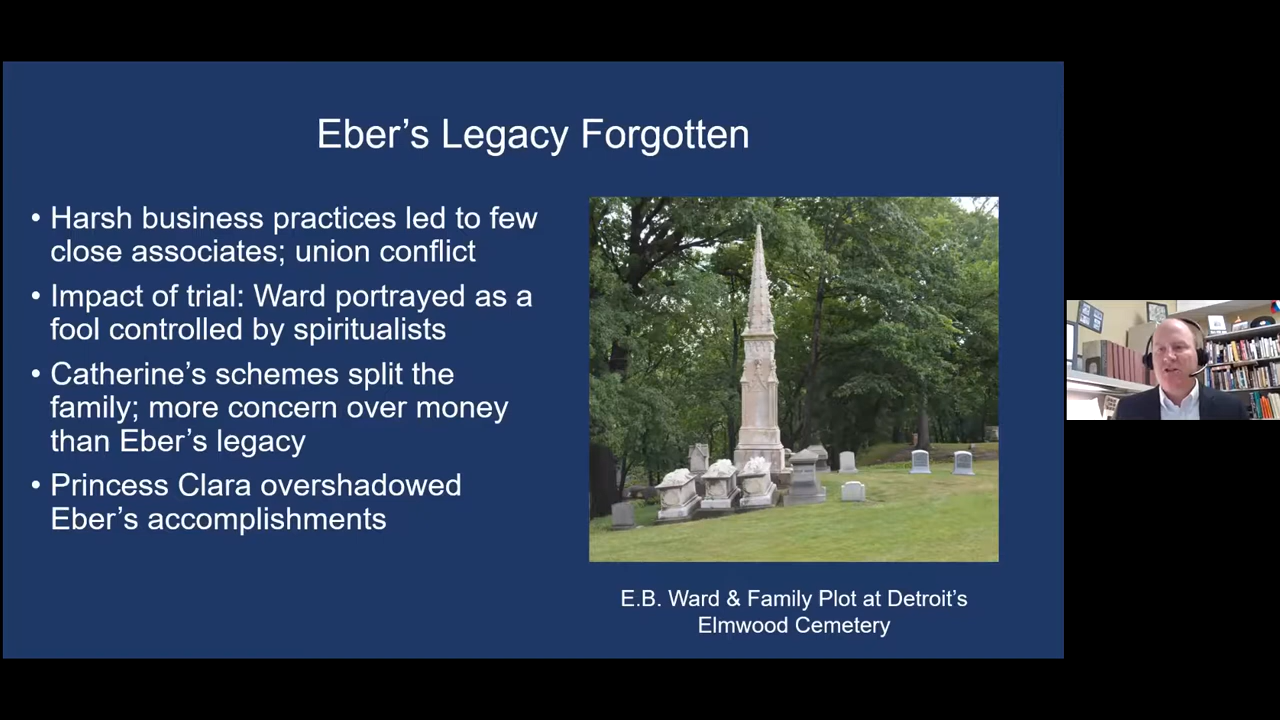 Eber’s Legacy Forgotten
• Harsh business practices led to few
close associates; union conflict
• Impact of trial: Ward portrayed as a
fool controlled by spiritualists
• Catherine’s schemes split the
family; more concern over money
than Eber’s legacy
• Princess Clara overshadowed
Eber’s accomplishments
E.B. Ward & Family Plot at Detroit’s
Elmwood Cemetery